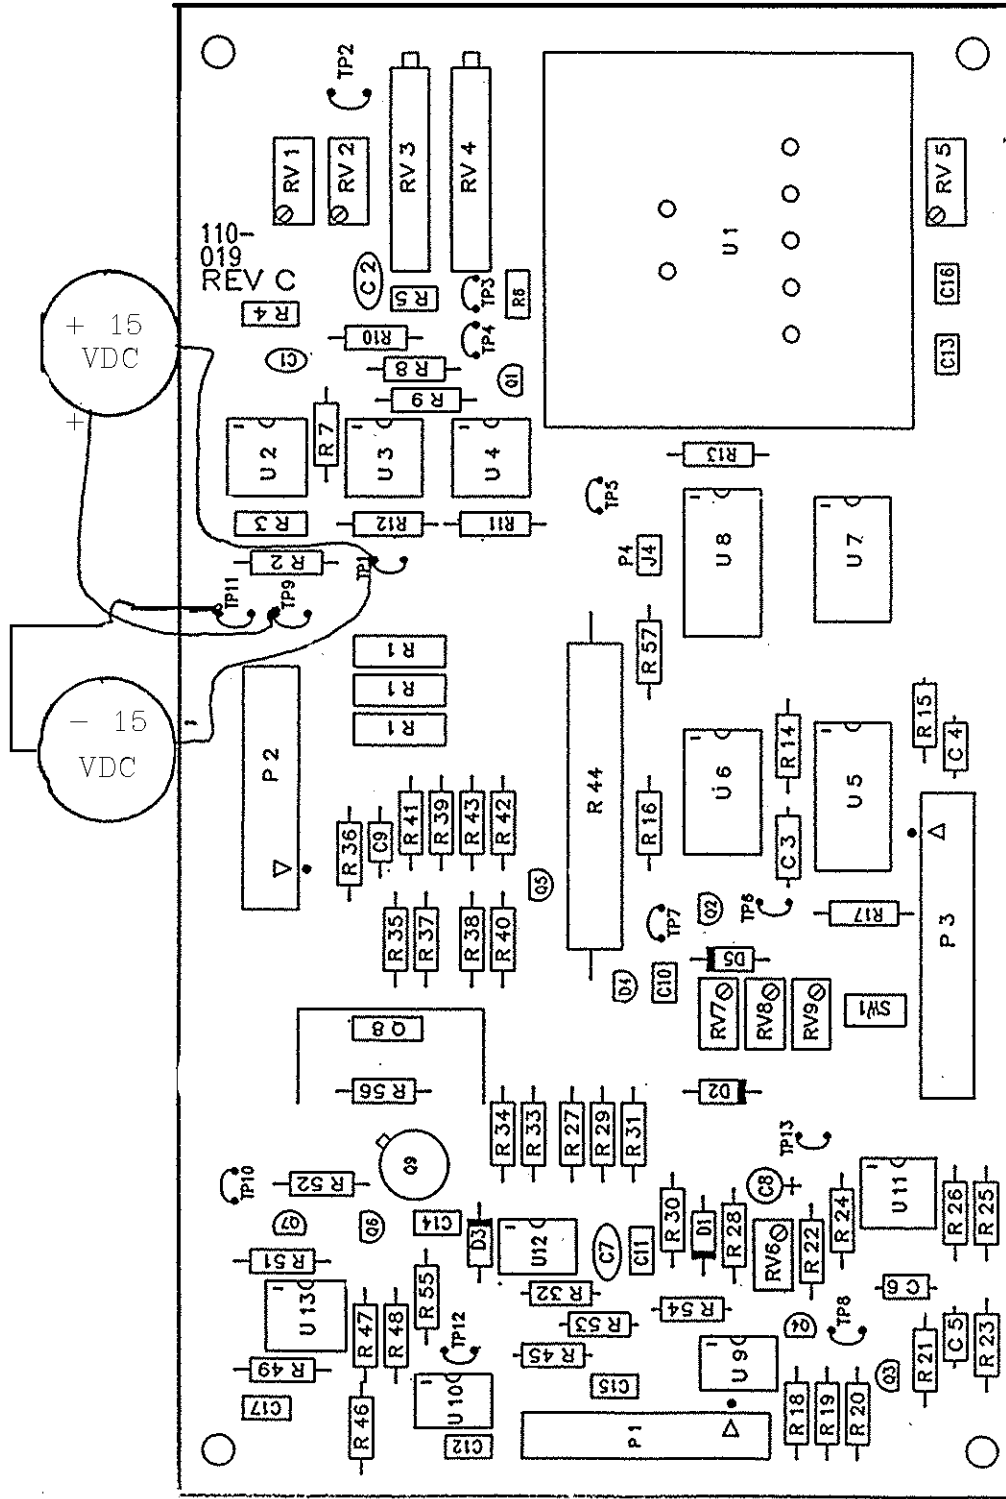 TP2
RV 1
RV 2
RV 3
RV 4
RV 5
110-
019
REV C
+ 15
VDC
+
C 2
R 5
TP3
R6
U 1
C16
R 4
R10
TP4
C1
R 8
Q1
C13
R 9
U 2
R 7
U 3
U 4
R13
R 3
R12
R11
TP5
U 8
U 7
R 2
TP1
P4
J4
TP11
TP9
R 1
R 1
R 1
R 57
- 15
VDC
-
P 2
R 44
R 15
C 4
R 14
U 6
U 5
R 36
C9
R 41
R 39
R 43
R 42
R 16
C 3
Q5
R 35
R 37
R 38
R 40
TP7
Q2
TP6
R17
P 3
D4
C10
D5
RV7
RV8
RV9
SW1
Q 8
R 56
D2
R 34
R 33
R 27
R 29
R 31
TP13
TP10
R 52
Q9
C8
+
U11
Q7
Q6
C14
D3
U12
C7
C11
R 30
D1
R 28
RV6
R 22
R 24
R 26
R 25
R 51
U 13
R 55
R 32
R 54
C 6
R 47
R 48
TP12
R 53
Q4
TP8
R 49
R 45
U 9
R 21
C 5
R 23
C17
R 46
U 10
C15
Q3
C12
P1
R 18
R 19
R 20